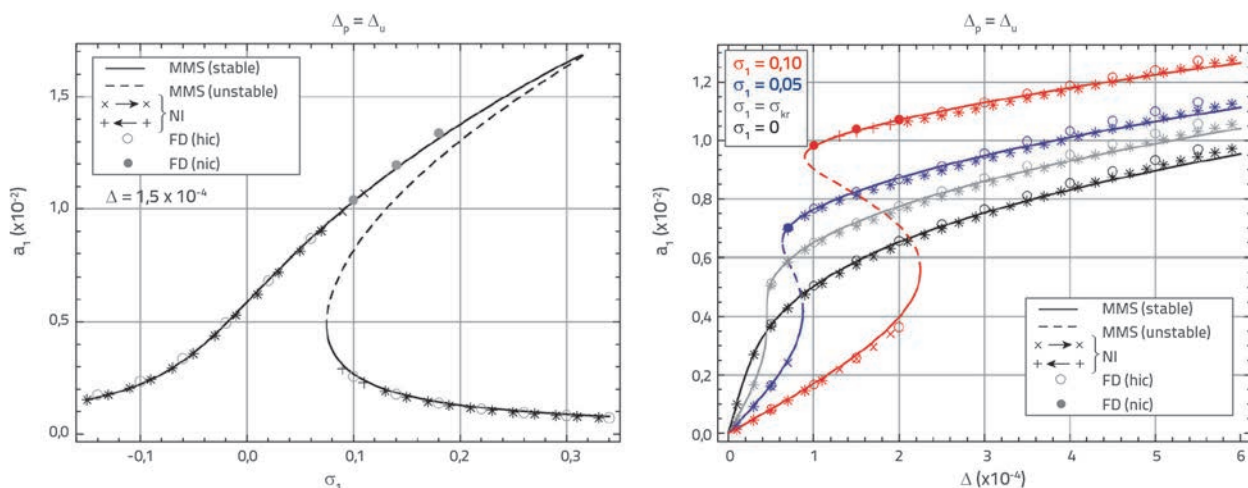 Δp = Δu
a₁ (x10⁻²)
1,5
1,0
0,5
0,0
MMS (stable)
MMS (unstable)
NI
FD (hic)
FD (nic)
Δ = 1,5 x 10⁻⁴
-0,1
0,0
0,1
0,2
0,3
σ₁
Δp = Δu
a₁ (x10⁻²)
1,2
1,0
0,8
0,6
0,4
0,2
0,0
σ₁ = 0,10
σ₁ = 0,05
σ₁ = σkr
σ₁ = 0
MMS (stable)
MMS (unstable)
NI
FD (hic)
FD (nic)
0
1
2
3
4
5
6
Δ (x10⁻⁴)